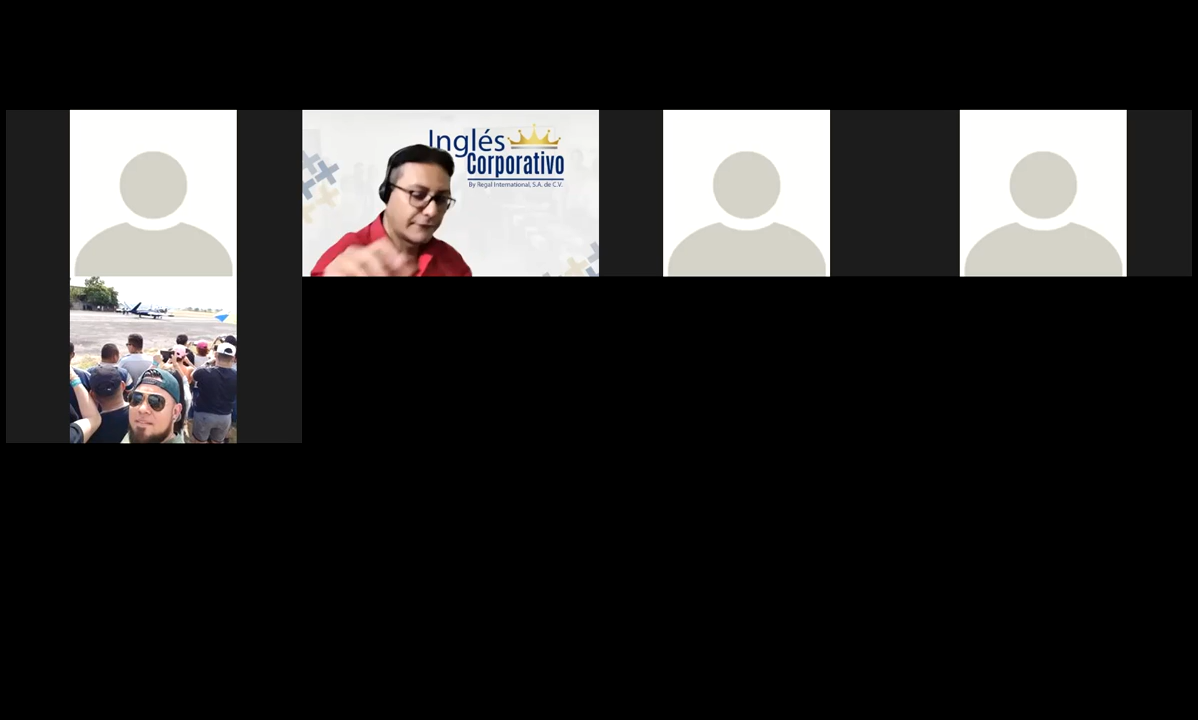 Inglés
Corporativo
By Regal International, S.A. de C.V.